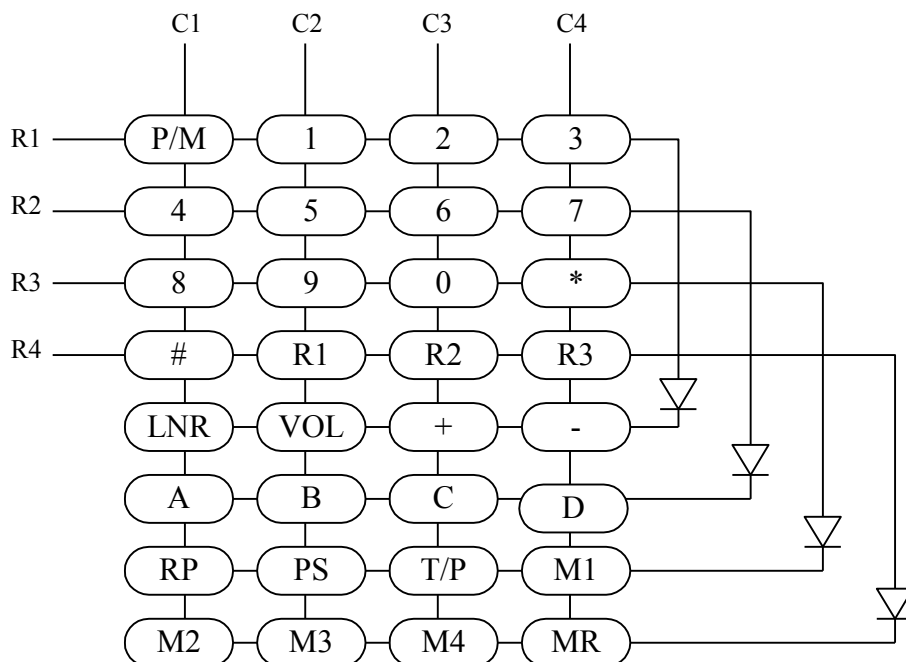 C1 C2 C3 C4
R1 P/M 1 2 3
R2 4 5 6 7
R3 8 9 0 *
R4 # R1 R2 R3
LNR VOL + -
A B C D
RP PS T/P M1
M2 M3 M4 MR